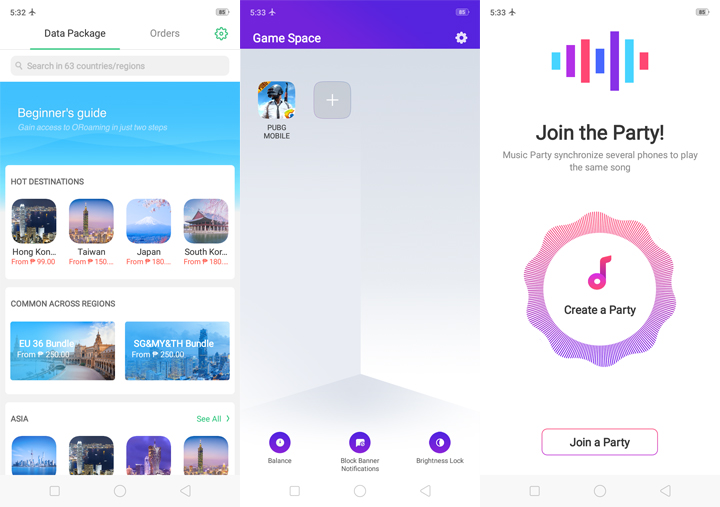 5:32
85
Data Package
Orders
Search in 63 countries/regions
Beginner's guide
Gain access to ORoaming in just two steps
HOT DESTINATIONS
Hong Kon...
Taiwan
Japan
South Kor...
From ₱ 99.00
From ₱ 150....
From ₱ 180....
From ₱ 180....
COMMON ACROSS REGIONS
EU 36 Bundle
From ₱ 250.00
SG&MY&TH Bundle
From ₱ 250.00
ASIA
See All
5:33
85
Game Space
PUBG
MOBILE
Balance
Block Banner
Notifications
Brightness Lock
5:33
85
Join the Party!
Music Party synchronize several phones to play
the same song
Create a Party
Join a Party